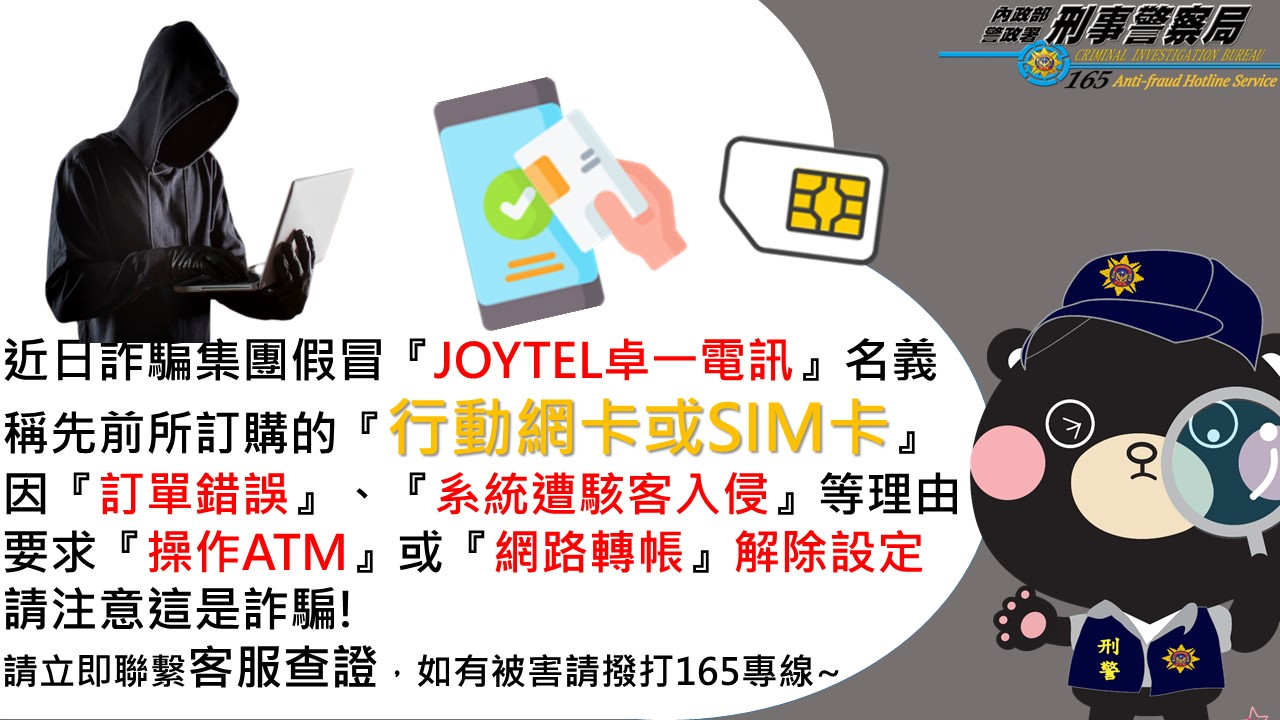 內政部
警政署
刑事警察局
CRIMINAL INVESTIGATION BUREAU
165 Anti-fraud Hotline Service
近日詐騙集團假冒『JOYTEL卓一電訊』名義
稱先前所訂購的『行動網卡或SIM卡』
因『訂單錯誤』、『系統遭駭客入侵』等理由
要求『操作ATM』或『網路轉帳』解除設定
請注意這是詐騙!
請立即聯繫客服查證，如有被害請撥打165專線~
刑
警